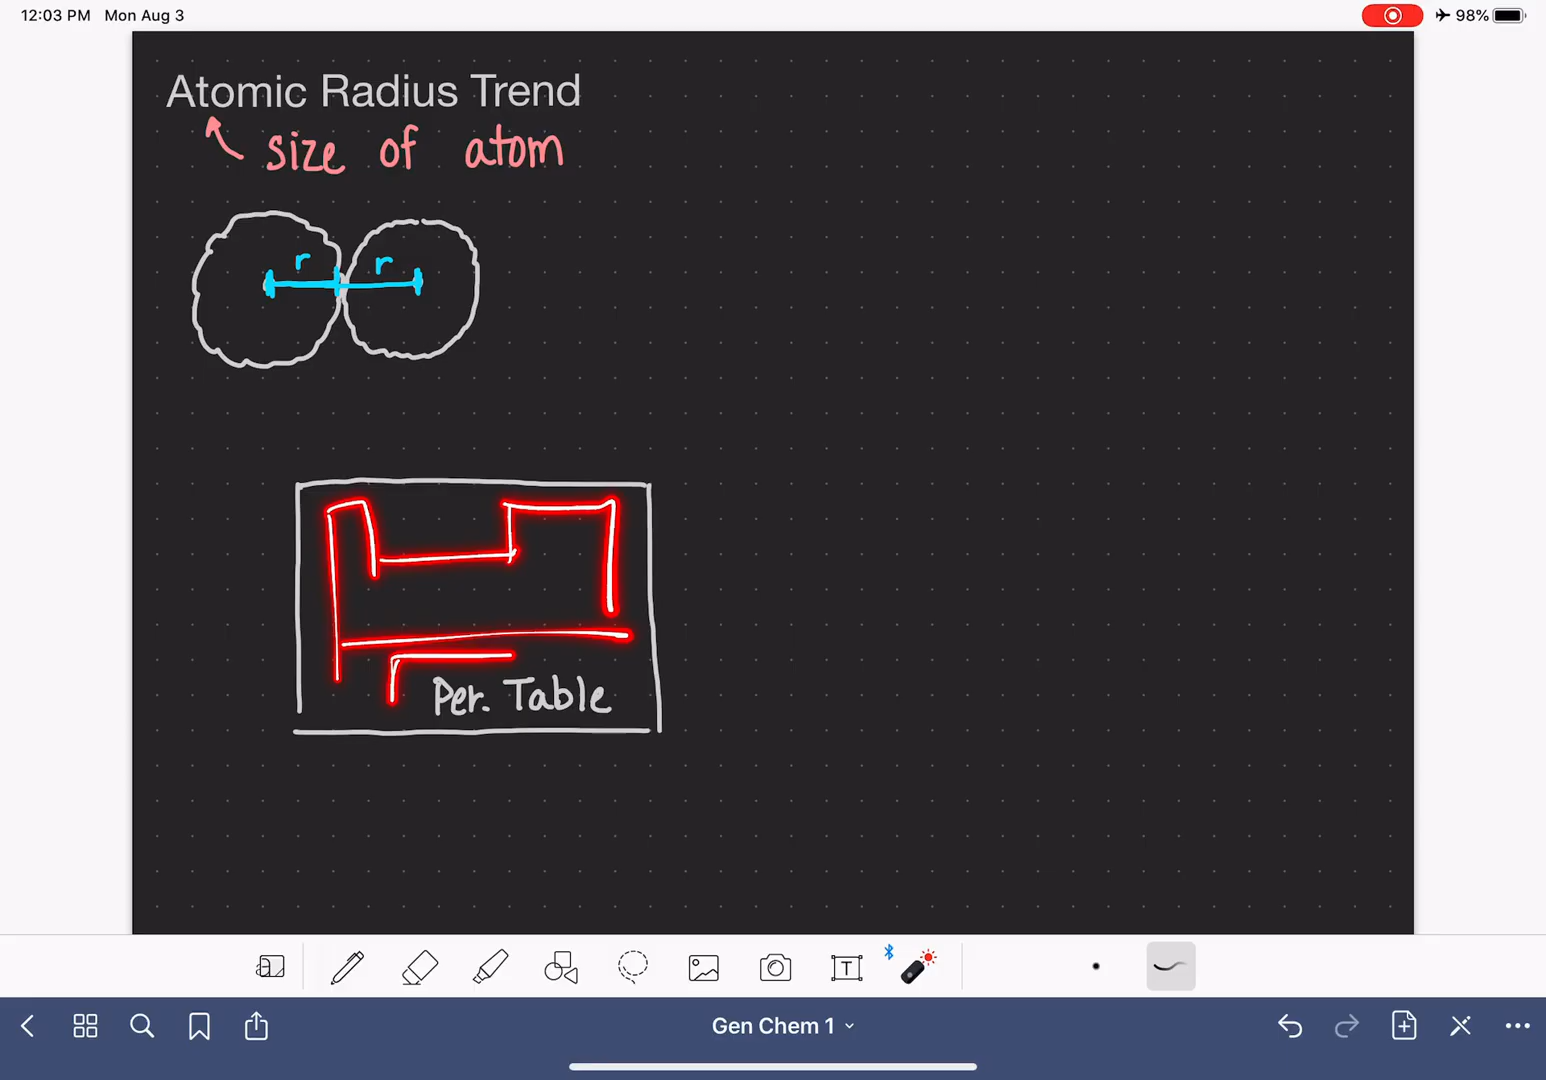 12:03 PM Mon Aug 3
98%
Atomic Radius Trend
size of atom
r r
Per. Table
T
Gen Chem 1